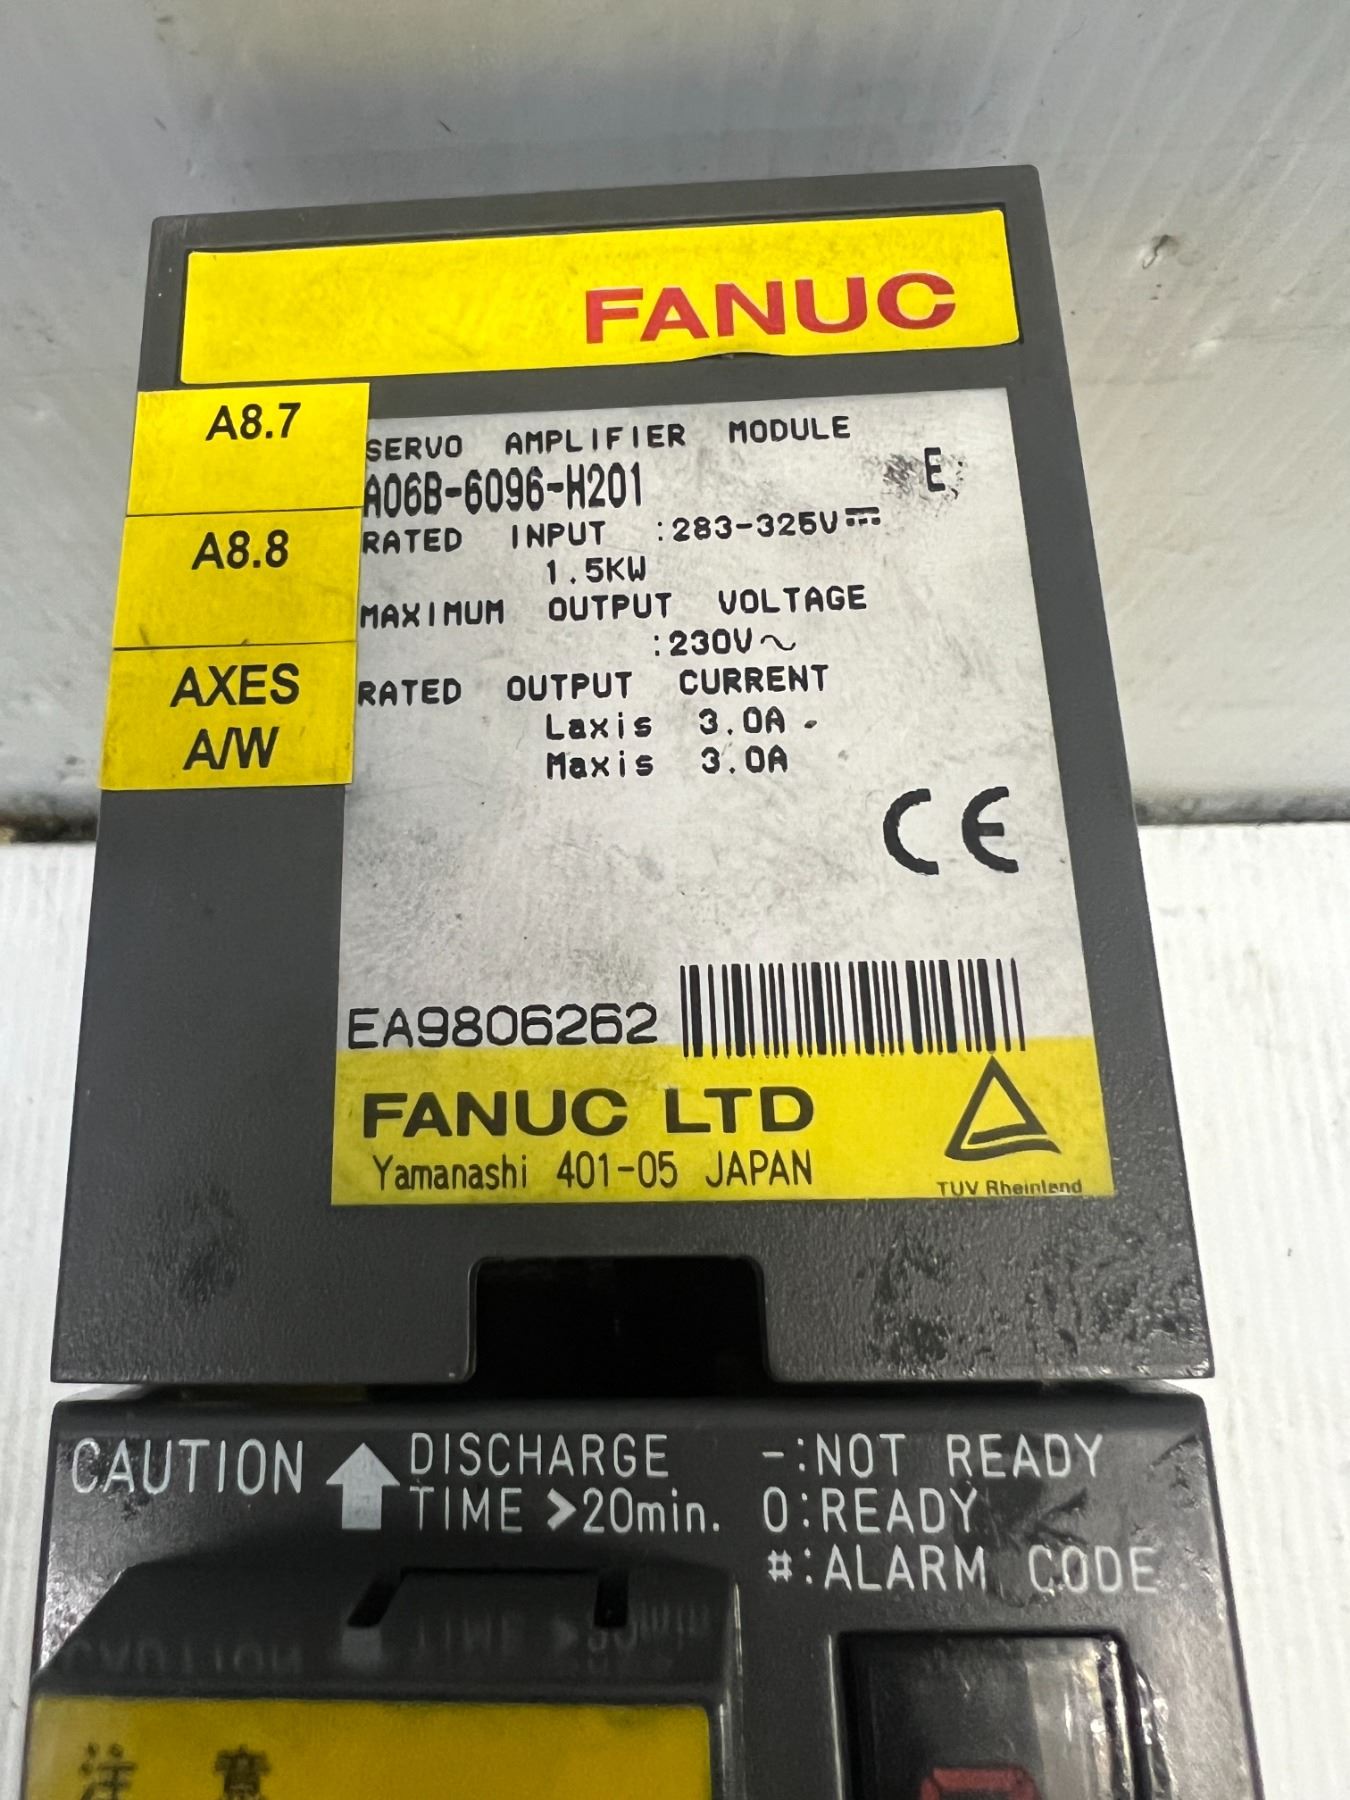 FANUC
A8.7
A8.8
AXES
A/W
SERVO AMPLIFIER MODULE
A06B-6096-H201 E
RATED INPUT :283-325V⎓
1.5KW
MAXIMUM OUTPUT VOLTAGE
:230V～
RATED OUTPUT CURRENT
Laxis 3.0A
Maxis 3.0A
CE
EA9806262
FANUC LTD
Yamanashi 401-05 JAPAN
TUV Rheinland
CAUTION DISCHARGE
TIME >20min.
-:NOT READY
0:READY
#:ALARM CODE
注意